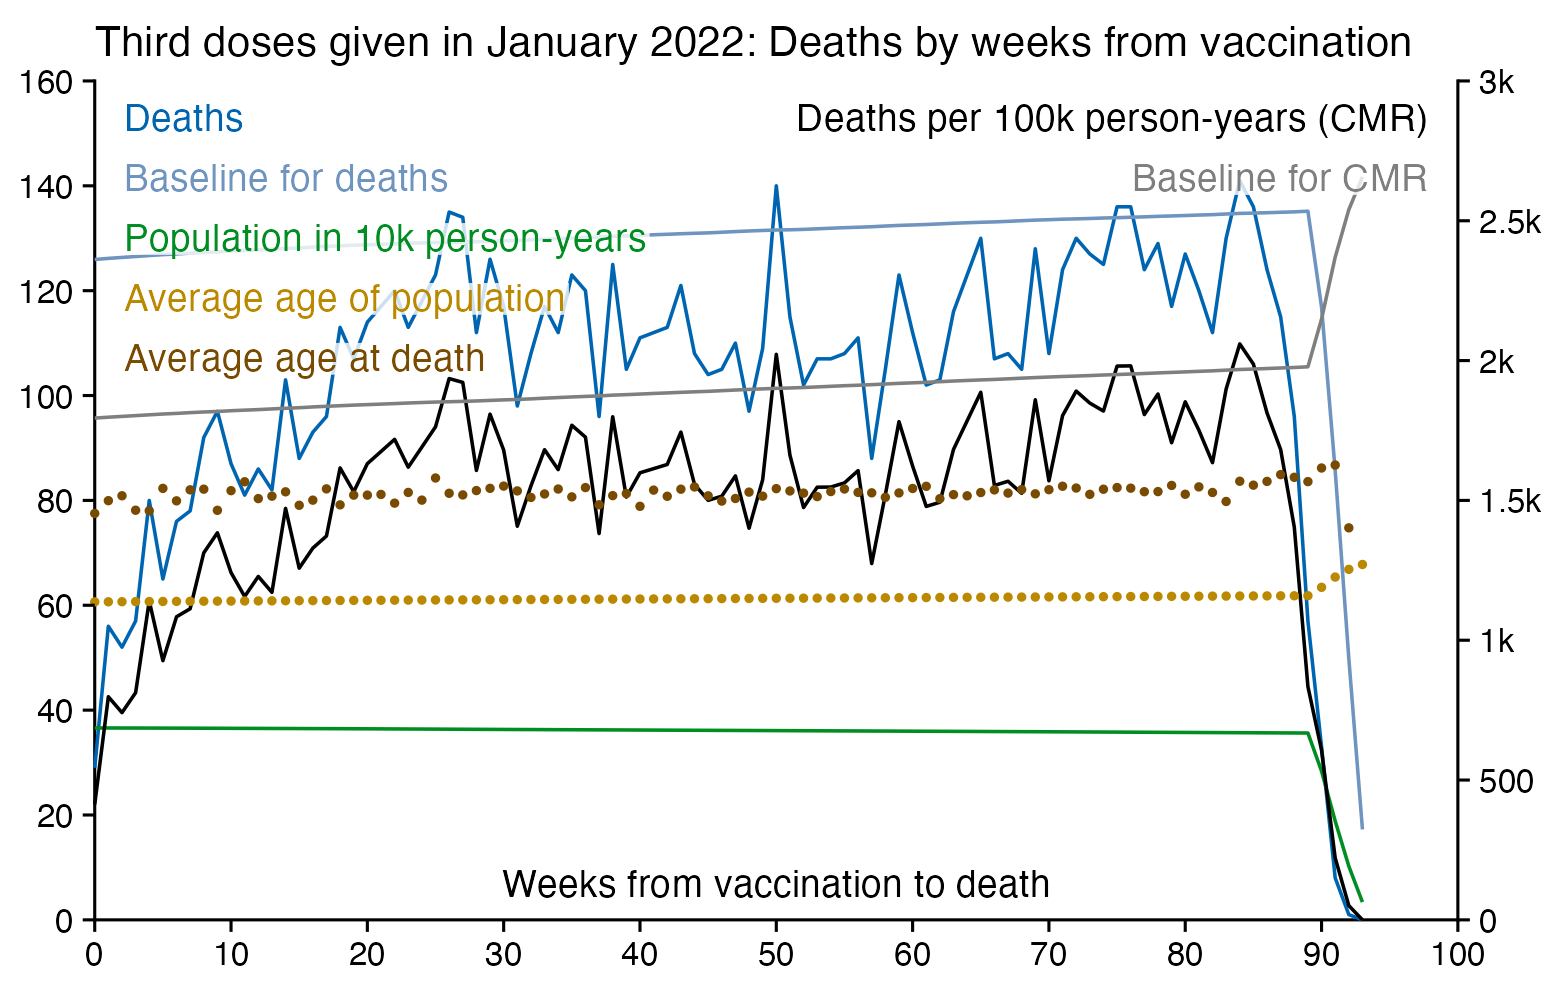 Third doses given in January 2022: Deaths by weeks from vaccination
160 3k
Deaths Deaths per 100k person-years (CMR)
140 Baseline for deaths Baseline for CMR
2.5k
Population in 10k person-years
120 Average age of population
Average age at death 2k
100
80 1.5k
60
1k
40
20 500
Weeks from vaccination to death
0 0
0 10 20 30 40 50 60 70 80 90 100